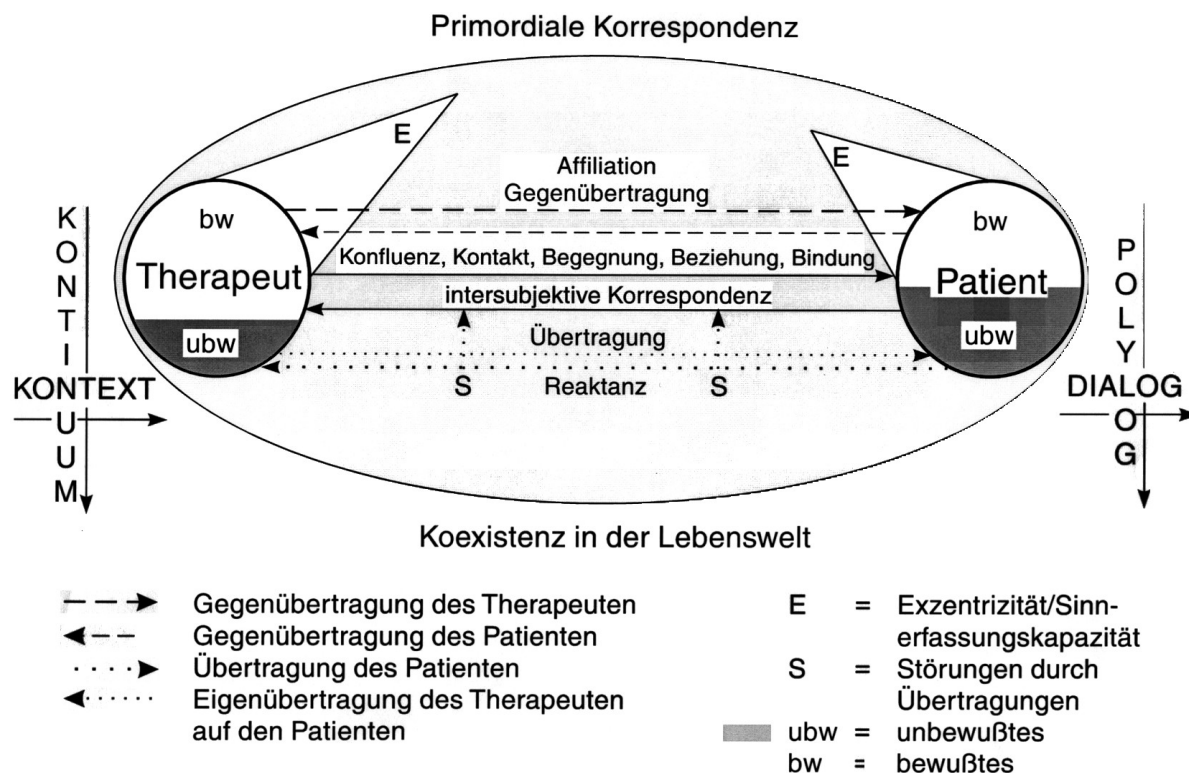 Primordiale Korrespondenz
E
E
Affiliation
Gegenübertragung
bw
bw
KONTINUUM
POLYLOG
Konfluenz, Kontakt, Begegnung, Beziehung, Bindung
Therapeut
Patient
intersubjektive Korrespondenz
ubw
ubw
Übertragung
KONTEXT
S
Reaktanz
S
DIALOG
Koexistenz in der Lebenswelt
Gegenübertragung des Therapeuten
Gegenübertragung des Patienten
Übertragung des Patienten
Eigenübertragung des Therapeuten
auf den Patienten
E = Exzentrizität/Sinn-
erfassungskapazität
S = Störungen durch
Übertragungen
ubw = unbewußtes
bw = bewußtes